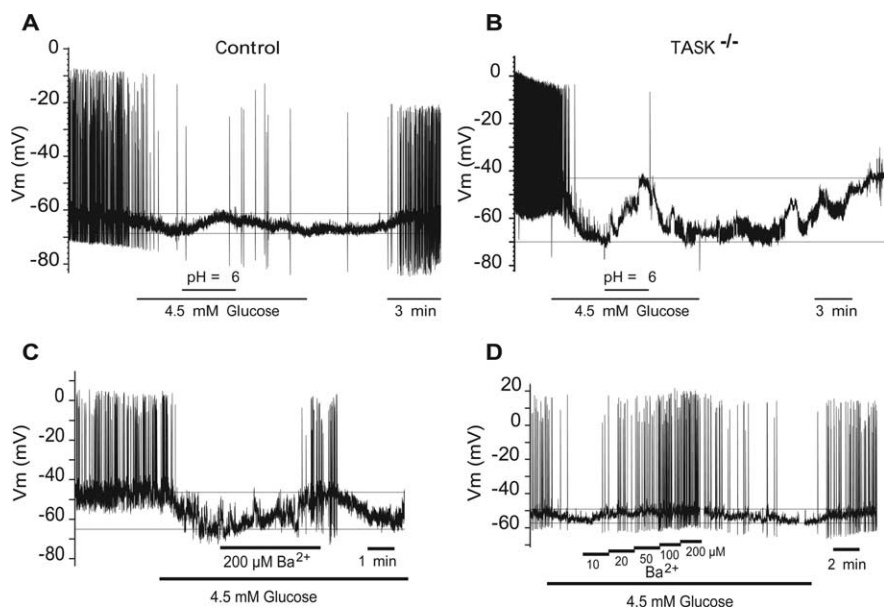 A
Control
0
-20
-40
-60
-80
Vm (mV)
pH = 6
4.5 mM Glucose
3 min
B
TASK -/-
0
-20
-40
-60
-80
Vm (mV)
pH = 6
4.5 mM Glucose
3 min
C
0
-20
-40
-60
-80
Vm (mV)
200 µM Ba2+
1 min
4.5 mM Glucose
D
20
0
-20
-40
-60
-80
Vm (mV)
10 20 50 100 200 µM
Ba2+
2 min
4.5 mM Glucose